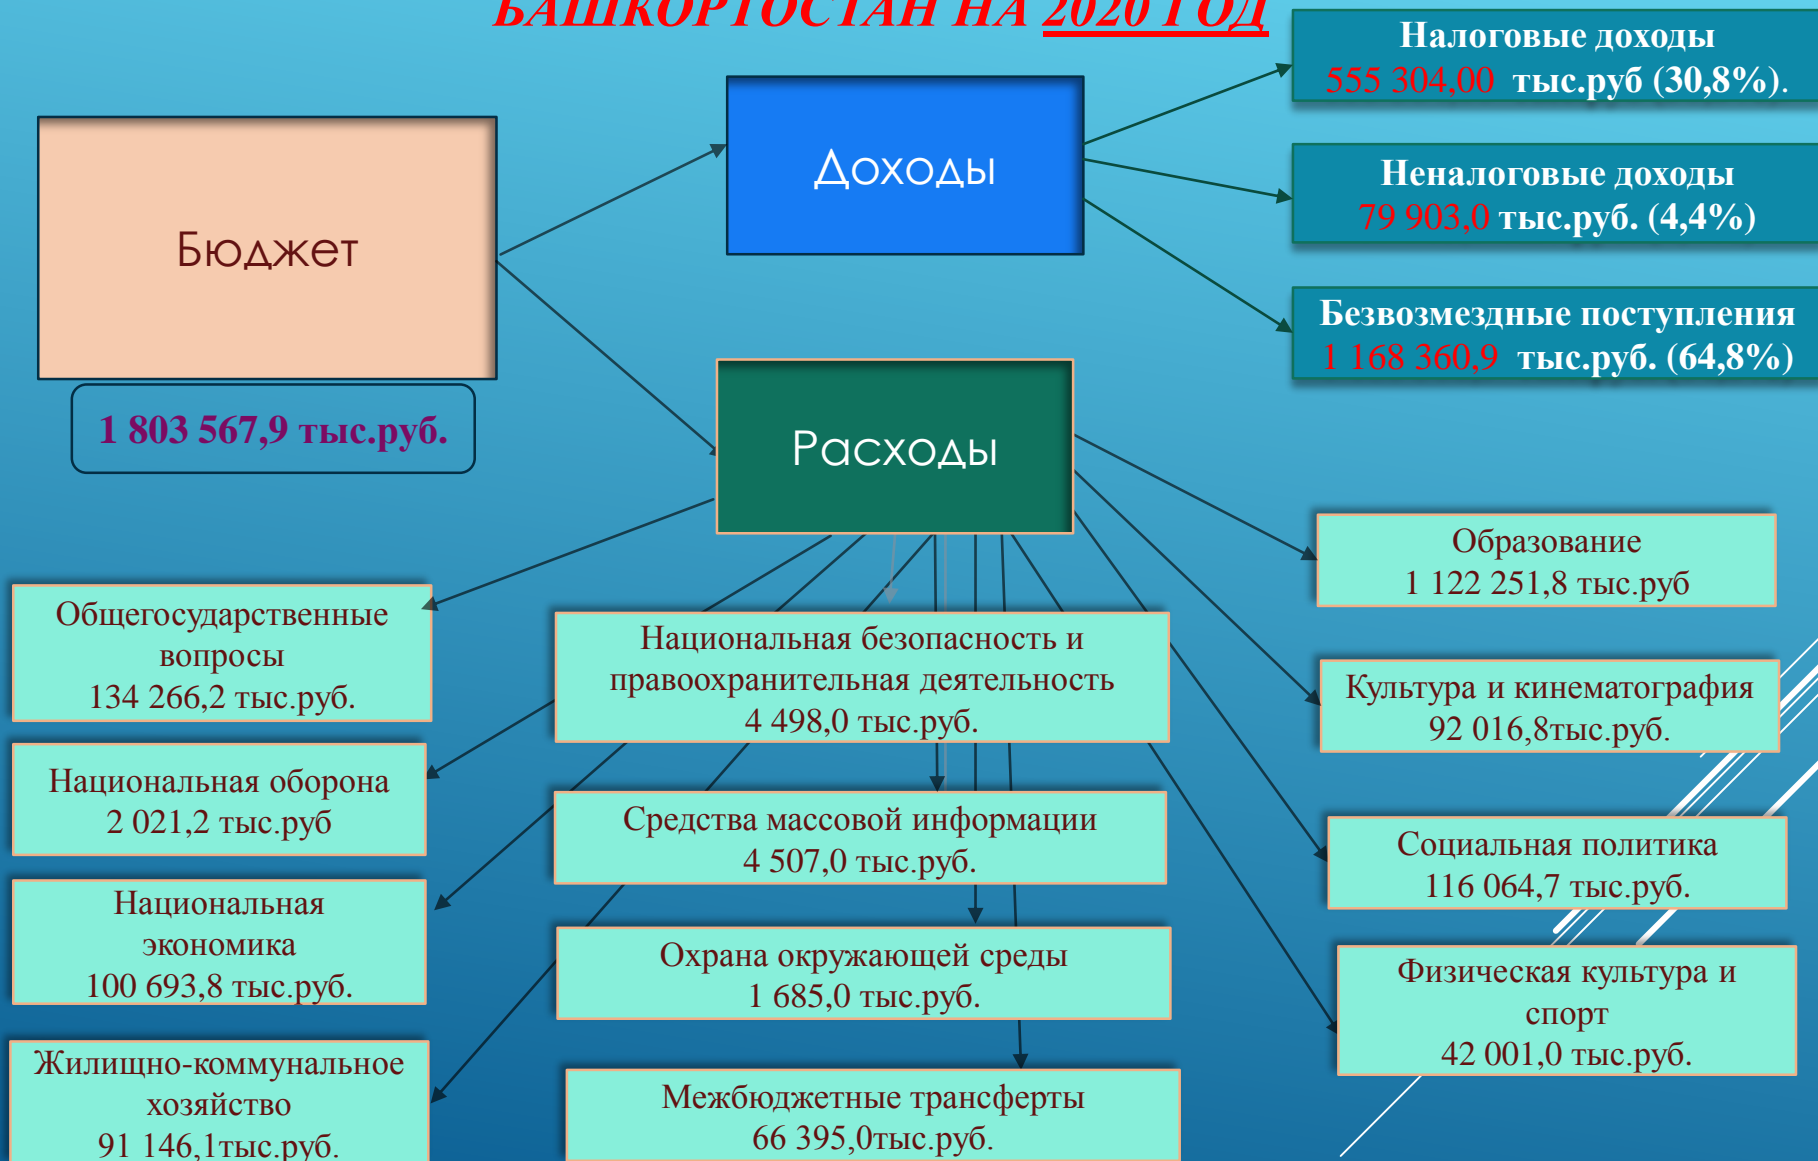 БАШКОРТОСТАН НА 2020 ГОД
Бюджет
1 803 567,9 тыс.руб.
Доходы
Налоговые доходы
555 304,00 тыс.руб (30,8%).
Неналоговые доходы
79 903,0 тыс.руб. (4,4%)
Безвозмездные поступления
1 168 360,9 тыс.руб. (64,8%)
Расходы
Общегосударственные
вопросы
134 266,2 тыс.руб.
Национальная оборона
2 021,2 тыс.руб
Национальная
экономика
100 693,8 тыс.руб.
Жилищно-коммунальное
хозяйство
91 146,1тыс.руб.
Национальная безопасность и
правоохранительная деятельность
4 498,0 тыс.руб.
Средства массовой информации
4 507,0 тыс.руб.
Охрана окружающей среды
1 685,0 тыс.руб.
Межбюджетные трансферты
66 395,0тыс.руб.
Образование
1 122 251,8 тыс.руб
Культура и кинематография
92 016,8тыс.руб.
Социальная политика
116 064,7 тыс.руб.
Физическая культура и
спорт
42 001,0 тыс.руб.